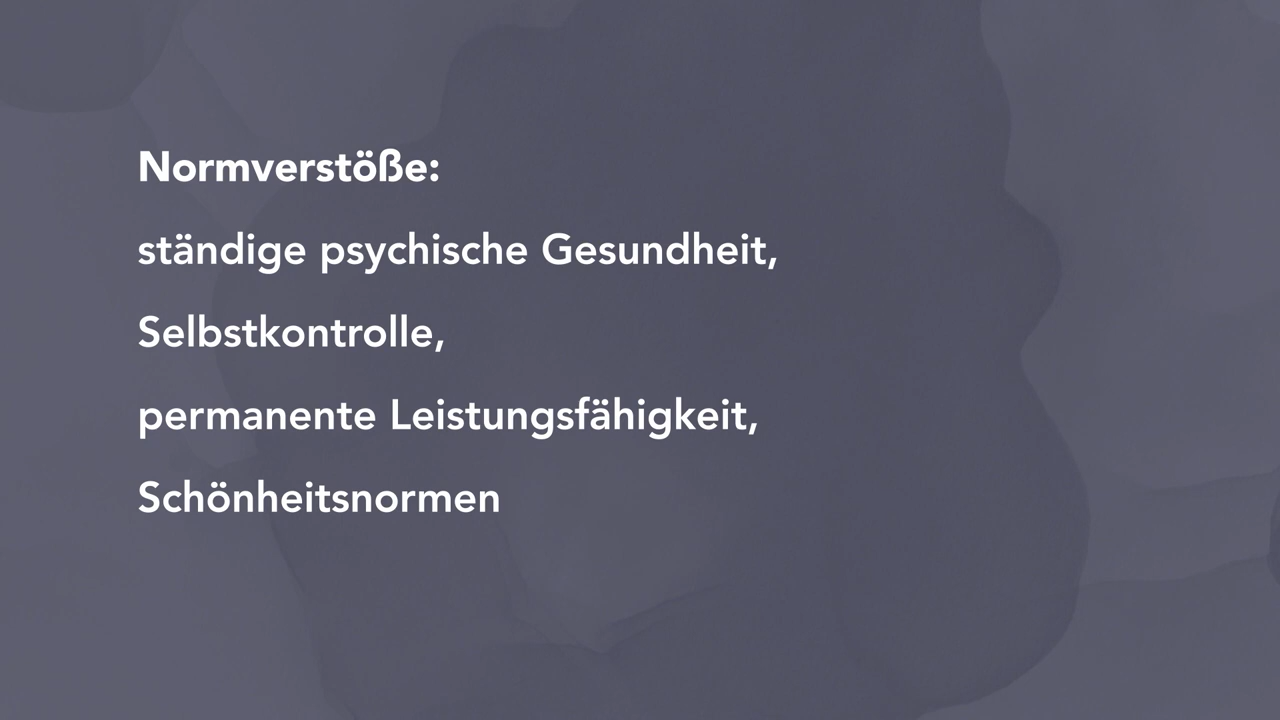 Normverstöße:
ständige psychische Gesundheit,
Selbstkontrolle,
permanente Leistungsfähigkeit,
Schönheitsnormen